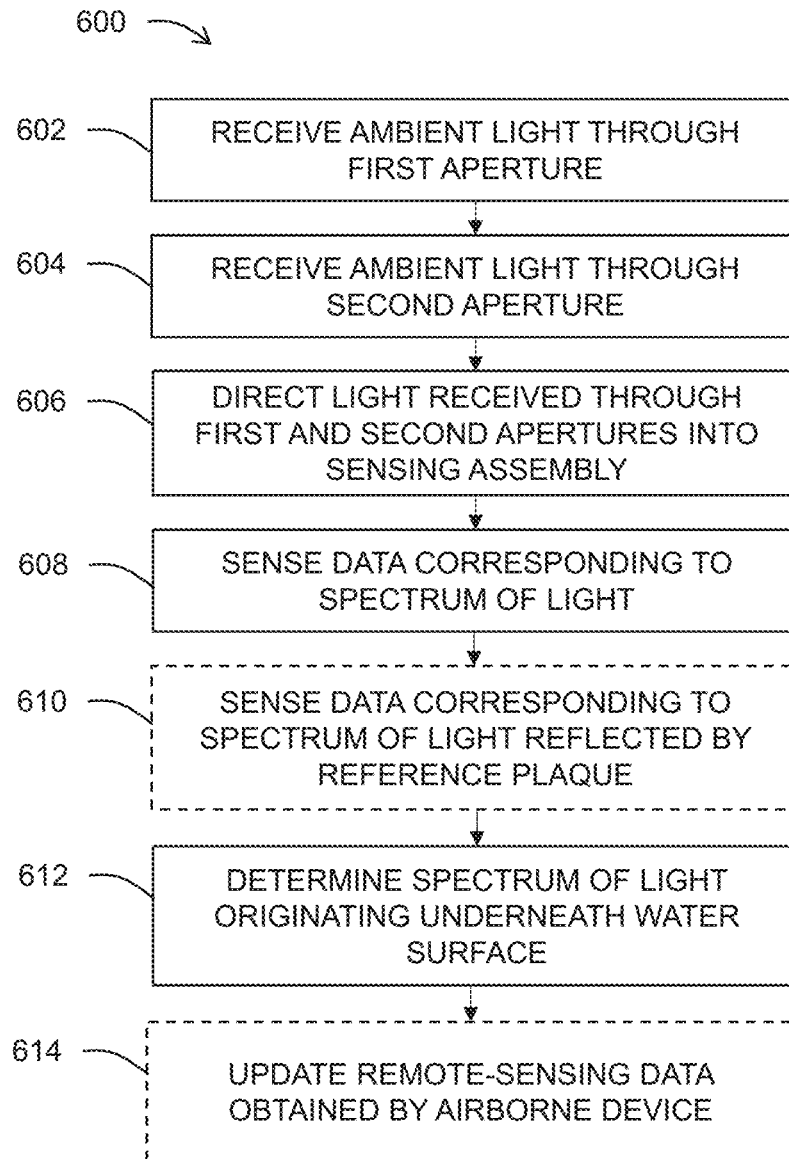 600
602
RECEIVE AMBIENT LIGHT THROUGH
FIRST APERTURE
604
RECEIVE AMBIENT LIGHT THROUGH
SECOND APERTURE
606
DIRECT LIGHT RECEIVED THROUGH
FIRST AND SECOND APERTURES INTO
SENSING ASSEMBLY
608
SENSE DATA CORRESPONDING TO
SPECTRUM OF LIGHT
610
SENSE DATA CORRESPONDING TO
SPECTRUM OF LIGHT REFLECTED BY
REFERENCE PLAQUE
612
DETERMINE SPECTRUM OF LIGHT
ORIGINATING UNDERNEATH WATER
SURFACE
614
UPDATE REMOTE-SENSING DATA
OBTAINED BY AIRBORNE DEVICE